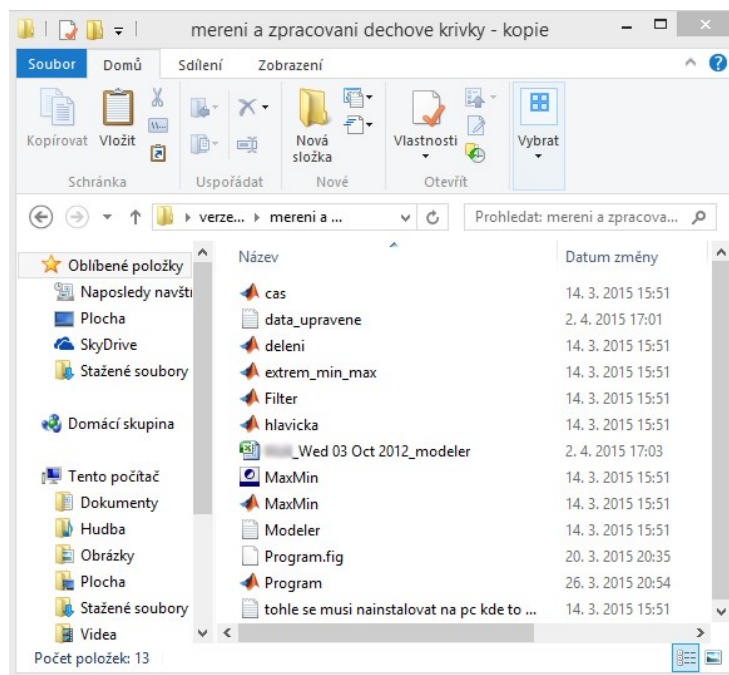 mereni a zpracovani dechove krivky - kopie
Soubor Domů Sdílení Zobrazení
Kopírovat Vložit Nová složka Vlastnosti Vybrat
Schránka Uspořádat Nové Otevřít
verze... mereni a ... Prohledat: mereni a zpracova...
Název Datum změny
Oblíbené položky
Naposledy navšti
Plocha
SkyDrive
Stažené soubory
Domácí skupina
Tento počítač
Dokumenty
Hudba
Obrázky
Plocha
Stažené soubory
Videa
cas 14. 3. 2015 15:51
data_upravene 2. 4. 2015 17:01
deleni 14. 3. 2015 15:51
extrem_min_max 14. 3. 2015 15:51
Filter 14. 3. 2015 15:51
hlavicka 14. 3. 2015 15:51
_Wed 03 Oct 2012_modeler 2. 4. 2015 17:03
MaxMin 14. 3. 2015 15:51
MaxMin 14. 3. 2015 15:51
Modeler 14. 3. 2015 15:51
Program.fig 20. 3. 2015 20:35
Program 26. 3. 2015 20:54
tohle se musi nainstalovat na pc kde to ... 14. 3. 2015 15:51
Počet položek: 13